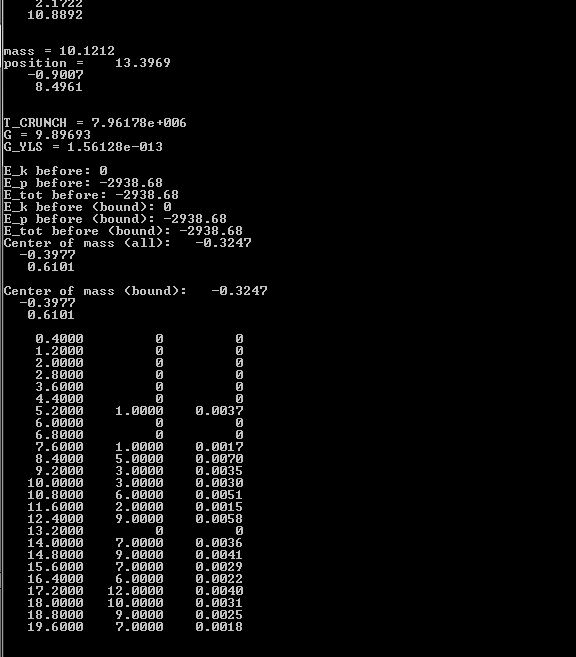 2.1722
10.8892
mass = 10.1212
position = 13.3969
-0.9007
8.4961
T_CRUNCH = 7.96178e+006
G = 9.89693
G_YLS = 1.56128e-013
E_k before: 0
E_p before: -2938.68
E_tot before: -2938.68
E_k before (bound): 0
E_p before (bound): -2938.68
E_tot before (bound): -2938.68
Center of mass (all): -0.3247
-0.3977
0.6101
Center of mass (bound): -0.3247
-0.3977
0.6101
0.4000 0 0
1.2000 0 0
2.0000 0 0
2.8000 0 0
3.6000 0 0
4.4000 0 0
5.2000 1.0000 0.0037
6.0000 0 0
6.8000 0 0
7.6000 1.0000 0.0017
8.4000 5.0000 0.0070
9.2000 3.0000 0.0035
10.0000 3.0000 0.0030
10.8000 6.0000 0.0051
11.6000 2.0000 0.0015
12.4000 9.0000 0.0058
13.2000 0 0
14.0000 7.0000 0.0036
14.8000 9.0000 0.0041
15.6000 7.0000 0.0029
16.4000 6.0000 0.0022
17.2000 12.0000 0.0040
18.0000 10.0000 0.0031
18.8000 9.0000 0.0025
19.6000 7.0000 0.0018